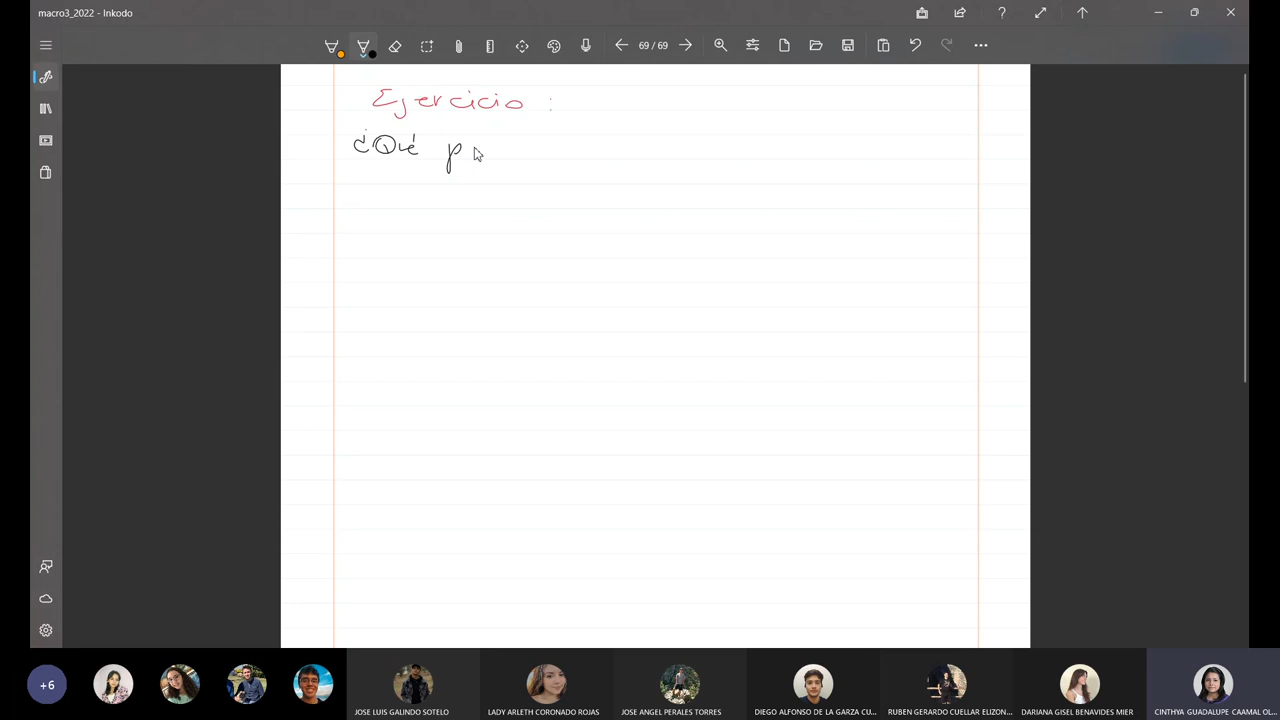 macro3_2022 - Inkodo
69 / 69
Ejercicio :
¿Qué p
+6
JOSE LUIS GALINDO SOTELO
LADY ARLETH CORONADO ROJAS
JOSE ANGEL PERALES TORRES
DIEGO ALFONSO DE LA GARZA CU...
RUBEN GERARDO CUELLAR ELIZON...
DARIANA GISEL BENAVIDES MIER
CINTHYA GUADALUPE CAAMAL OL...